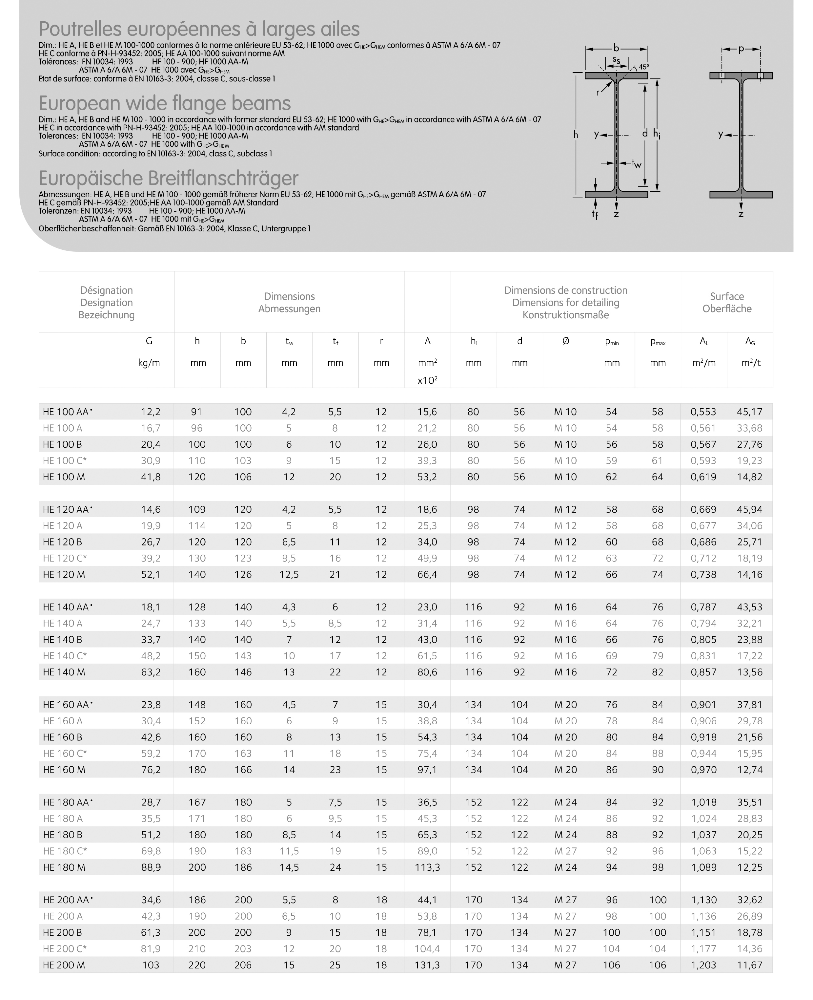 Poutrelles européennes à larges ailes
Dim.: HE A, HE B et HE M 100-1000 conformes à la norme antérieure EU 53-62; HE 1000 avec GHE>GHEM conformes à ASTM A 6/A 6M - 07
HE C conforme à PN-H-93452: 2005; HE AA 100-1000 suivant norme AM
Tolérances: EN 10034: 1993 HE 100 - 900; HE 1000 AA-M
ASTM A 6/A 6M - 07 HE 1000 avec GHE>GHEM
Etat de surface: conforme à EN 10163-3: 2004, classe C, sous-classe 1
European wide flange beams
Dim.: HE A, HE B and HE M 100 - 1000 in accordance with former standard EU 53-62; HE 1000 with GHE>GHEM in accordance with ASTM A 6/A 6M - 07
HE C in accordance with PN-H-93452: 2005; HE AA 100-1000 in accordance with AM standard
Tolerances: EN 10034: 1993 HE 100 - 900; HE 1000 AA-M
ASTM A 6/A 6M - 07 HE 1000 with GHE>GHE M
Surface condition: according to EN 10163-3: 2004, class C, subclass 1
Europäische Breitflanschträger
Abmessungen: HE A, HE B und HE M 100 - 1000 gemäß früherer Norm EU 53-62; HE 1000 mit GHE>GHEM gemäß ASTM A 6/A 6M - 07
HE C gemäß PN-H-93452: 2005;HE AA 100-1000 gemäß AM Standard
Toleranzen: EN 10034: 1993 HE 100 - 900; HE 1000 AA-M
ASTM A 6/A 6M - 07 HE 1000 mit GHE>GHEM
Oberflächenbeschaffenheit: Gemäß EN 10163-3: 2004, Klasse C, Untergruppe 1
b p
ss
45°
r
h y d hi y
tw
tf z z
Désignation
Designation
Bezeichnung
Dimensions
Abmessungen
Dimensions de construction
Dimensions for detailing
Konstruktionsmaße
Surface
Oberfläche
G h b tw tf r A hi d Ø pmin pmax AL AG
kg/m mm mm mm mm mm mm² mm mm mm mm m²/m m²/t
x10²
HE 100 AA• 12,2 91 100 4,2 5,5 12 15,6 80 56 M 10 54 58 0,553 45,17
HE 100 A 16,7 96 100 5 8 12 21,2 80 56 M 10 54 58 0,561 33,68
HE 100 B 20,4 100 100 6 10 12 26,0 80 56 M 10 56 58 0,567 27,76
HE 100 C* 30,9 110 103 9 15 12 39,3 80 56 M 10 59 61 0,593 19,23
HE 100 M 41,8 120 106 12 20 12 53,2 80 56 M 10 62 64 0,619 14,82
HE 120 AA• 14,6 109 120 4,2 5,5 12 18,6 98 74 M 12 58 68 0,669 45,94
HE 120 A 19,9 114 120 5 8 12 25,3 98 74 M 12 58 68 0,677 34,06
HE 120 B 26,7 120 120 6,5 11 12 34,0 98 74 M 12 60 68 0,686 25,71
HE 120 C* 39,2 130 123 9,5 16 12 49,9 98 74 M 12 63 72 0,712 18,19
HE 120 M 52,1 140 126 12,5 21 12 66,4 98 74 M 12 66 74 0,738 14,16
HE 140 AA• 18,1 128 140 4,3 6 12 23,0 116 92 M 16 64 76 0,787 43,53
HE 140 A 24,7 133 140 5,5 8,5 12 31,4 116 92 M 16 64 76 0,794 32,21
HE 140 B 33,7 140 140 7 12 12 43,0 116 92 M 16 66 76 0,805 23,88
HE 140 C* 48,2 150 143 10 17 12 61,5 116 92 M 16 69 79 0,831 17,22
HE 140 M 63,2 160 146 13 22 12 80,6 116 92 M 16 72 82 0,857 13,56
HE 160 AA• 23,8 148 160 4,5 7 15 30,4 134 104 M 20 76 84 0,901 37,81
HE 160 A 30,4 152 160 6 9 15 38,8 134 104 M 20 78 84 0,906 29,78
HE 160 B 42,6 160 160 8 13 15 54,3 134 104 M 20 80 84 0,918 21,56
HE 160 C* 59,2 170 163 11 18 15 75,4 134 104 M 20 84 88 0,944 15,95
HE 160 M 76,2 180 166 14 23 15 97,1 134 104 M 20 86 90 0,970 12,74
HE 180 AA• 28,7 167 180 5 7,5 15 36,5 152 122 M 24 84 92 1,018 35,51
HE 180 A 35,5 171 180 6 9,5 15 45,3 152 122 M 24 86 92 1,024 28,83
HE 180 B 51,2 180 180 8,5 14 15 65,3 152 122 M 24 88 92 1,037 20,25
HE 180 C* 69,8 190 183 11,5 19 15 89,0 152 122 M 27 92 96 1,063 15,22
HE 180 M 88,9 200 186 14,5 24 15 113,3 152 122 M 24 94 98 1,089 12,25
HE 200 AA• 34,6 186 200 5,5 8 18 44,1 170 134 M 27 96 100 1,130 32,62
HE 200 A 42,3 190 200 6,5 10 18 53,8 170 134 M 27 98 100 1,136 26,89
HE 200 B 61,3 200 200 9 15 18 78,1 170 134 M 27 100 100 1,151 18,78
HE 200 C* 81,9 210 203 12 20 18 104,4 170 134 M 27 104 104 1,177 14,36
HE 200 M 103 220 206 15 25 18 131,3 170 134 M 27 106 106 1,203 11,67